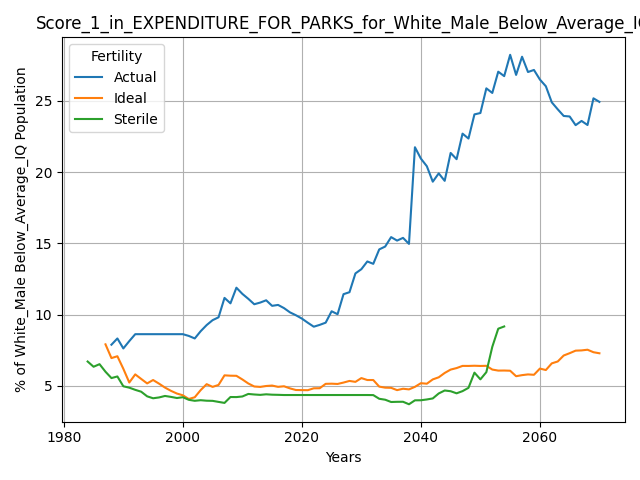 Score_1_in_EXPENDITURE_FOR_PARKS_for_White_Male_Below_Average_IQ
Fertility
Actual
Ideal
Sterile
% of White_Male Below_Average_IQ Population
25
20
15
10
5
1980
2000
2020
2040
2060
Years